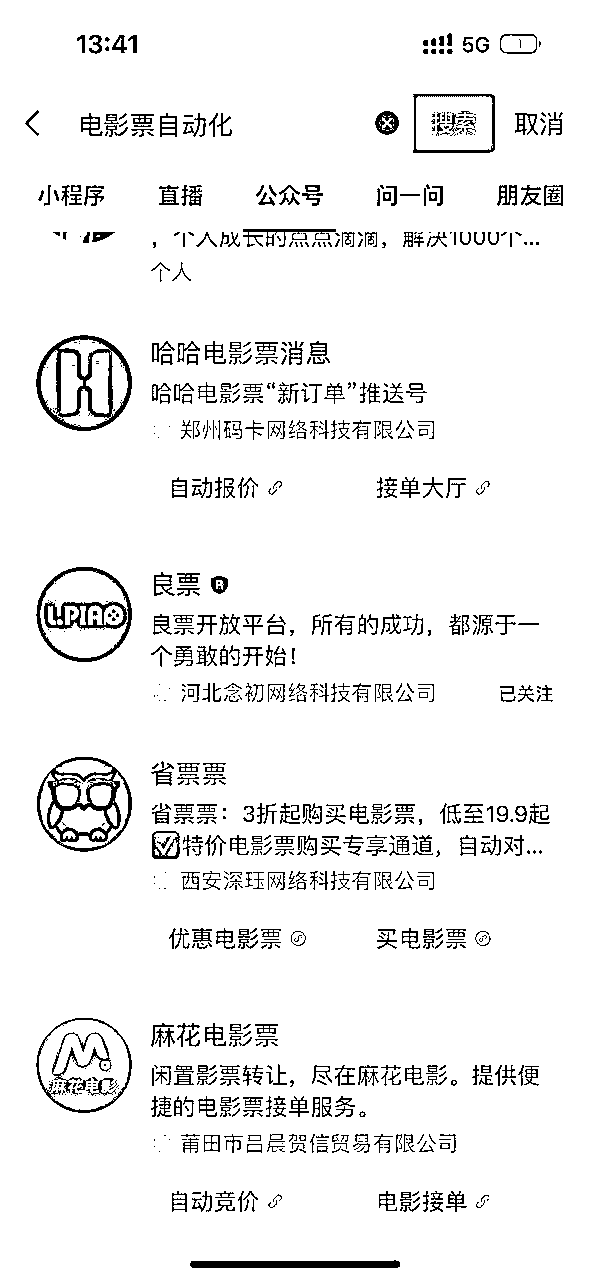 13:41
5G
电影票自动化
搜索
取消
小程序
直播
公众号
问一问
朋友圈
，个人成长的点点滴滴，解决1000个...
个人
哈哈电影票消息
哈哈电影票“新订单”推送号
郑州码卡网络科技有限公司
自动报价
接单大厅
L.PIAO
良票
良票开放平台，所有的成功，都源于一
个勇敢的开始！
河北念初网络科技有限公司
已关注
省票票
省票票：3折起购买电影票，低至19.9起
特价电影票购买专享通道，自动对...
西安深珏网络科技有限公司
优惠电影票
买电影票
麻花电影
麻花电影票
闲置影票转让，尽在麻花电影。提供便
捷的电影票接单服务。
莆田市吕晨贺信贸易有限公司
自动竞价
电影接单